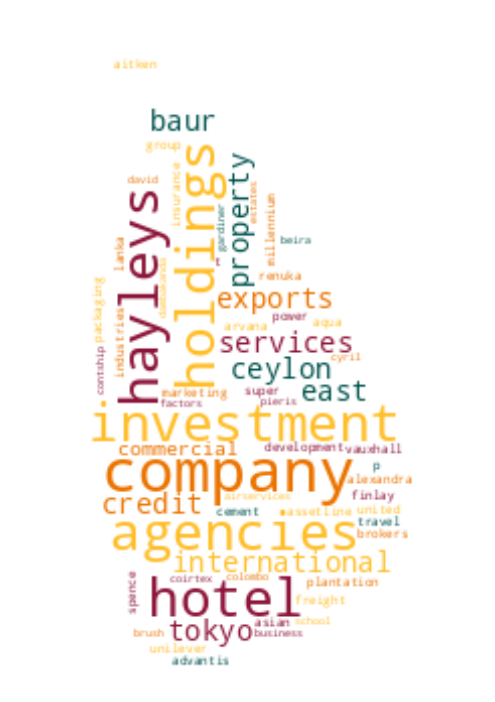 aitken
baur
group
david
insurance
holdings
hayleys
property
estates
gardiner
millennium
beira
lanka
t
renuka
packaging
industries
exports
power
arvana
aqua
services
cyril
contship
ceylon
east
marketing
super
factors
pieris
investment
commercial
development
vauxhall
company
p
alexandra
credit
airservices
finlay
cement
assetline
united
travel
agencies
brokers
international
coirtex
colombo
plantation
spence
hotel
freight
asian
school
brush
tokyo
business
unilever
advantis